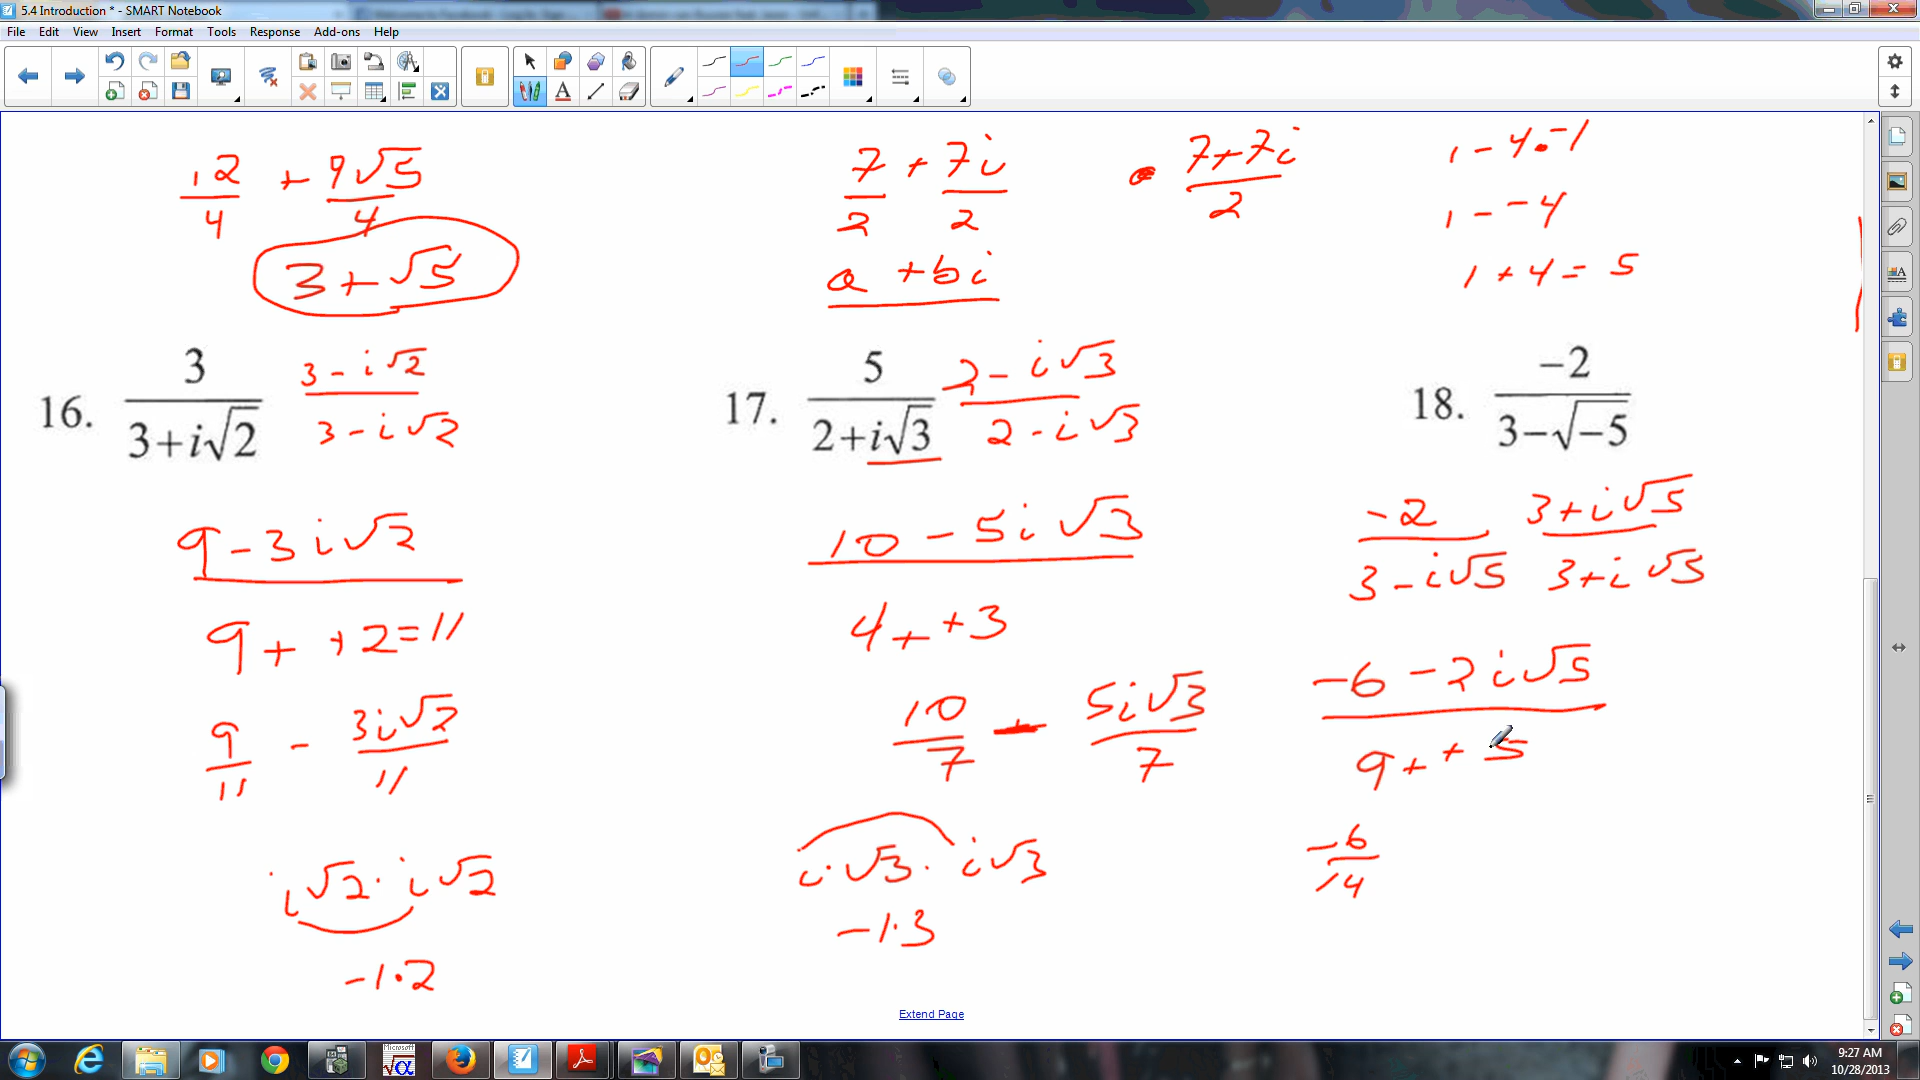 5.4 Introduction * - SMART Notebook
File Edit View Insert Format Tools Response Add-ons Help
12/4 + 9√5/4
3+√5
7/2 + 7i/2
7+7i/2
a +bi
1 - 4•-1
1 - -4
1 + 4 = 5
16. 3/(3+i√2) (3-i√2)/(3-i√2)
9-3i√2
9+ +2=11
9/11 - 3i√2/11
i√2·i√2
-1·2
17. 5/(2+i√3) (2-i√3)/(2-i√3)
10-5i√3
4+ +3
10/7 - 5i√3/7
i·√3·i√3
-1·3
18. -2/(3-√-5)
-2/(3-i√5) (3+i√5)/(3+i√5)
-6-2i√5
9+ +5
-6/14
Extend Page
9:27 AM
10/28/2013